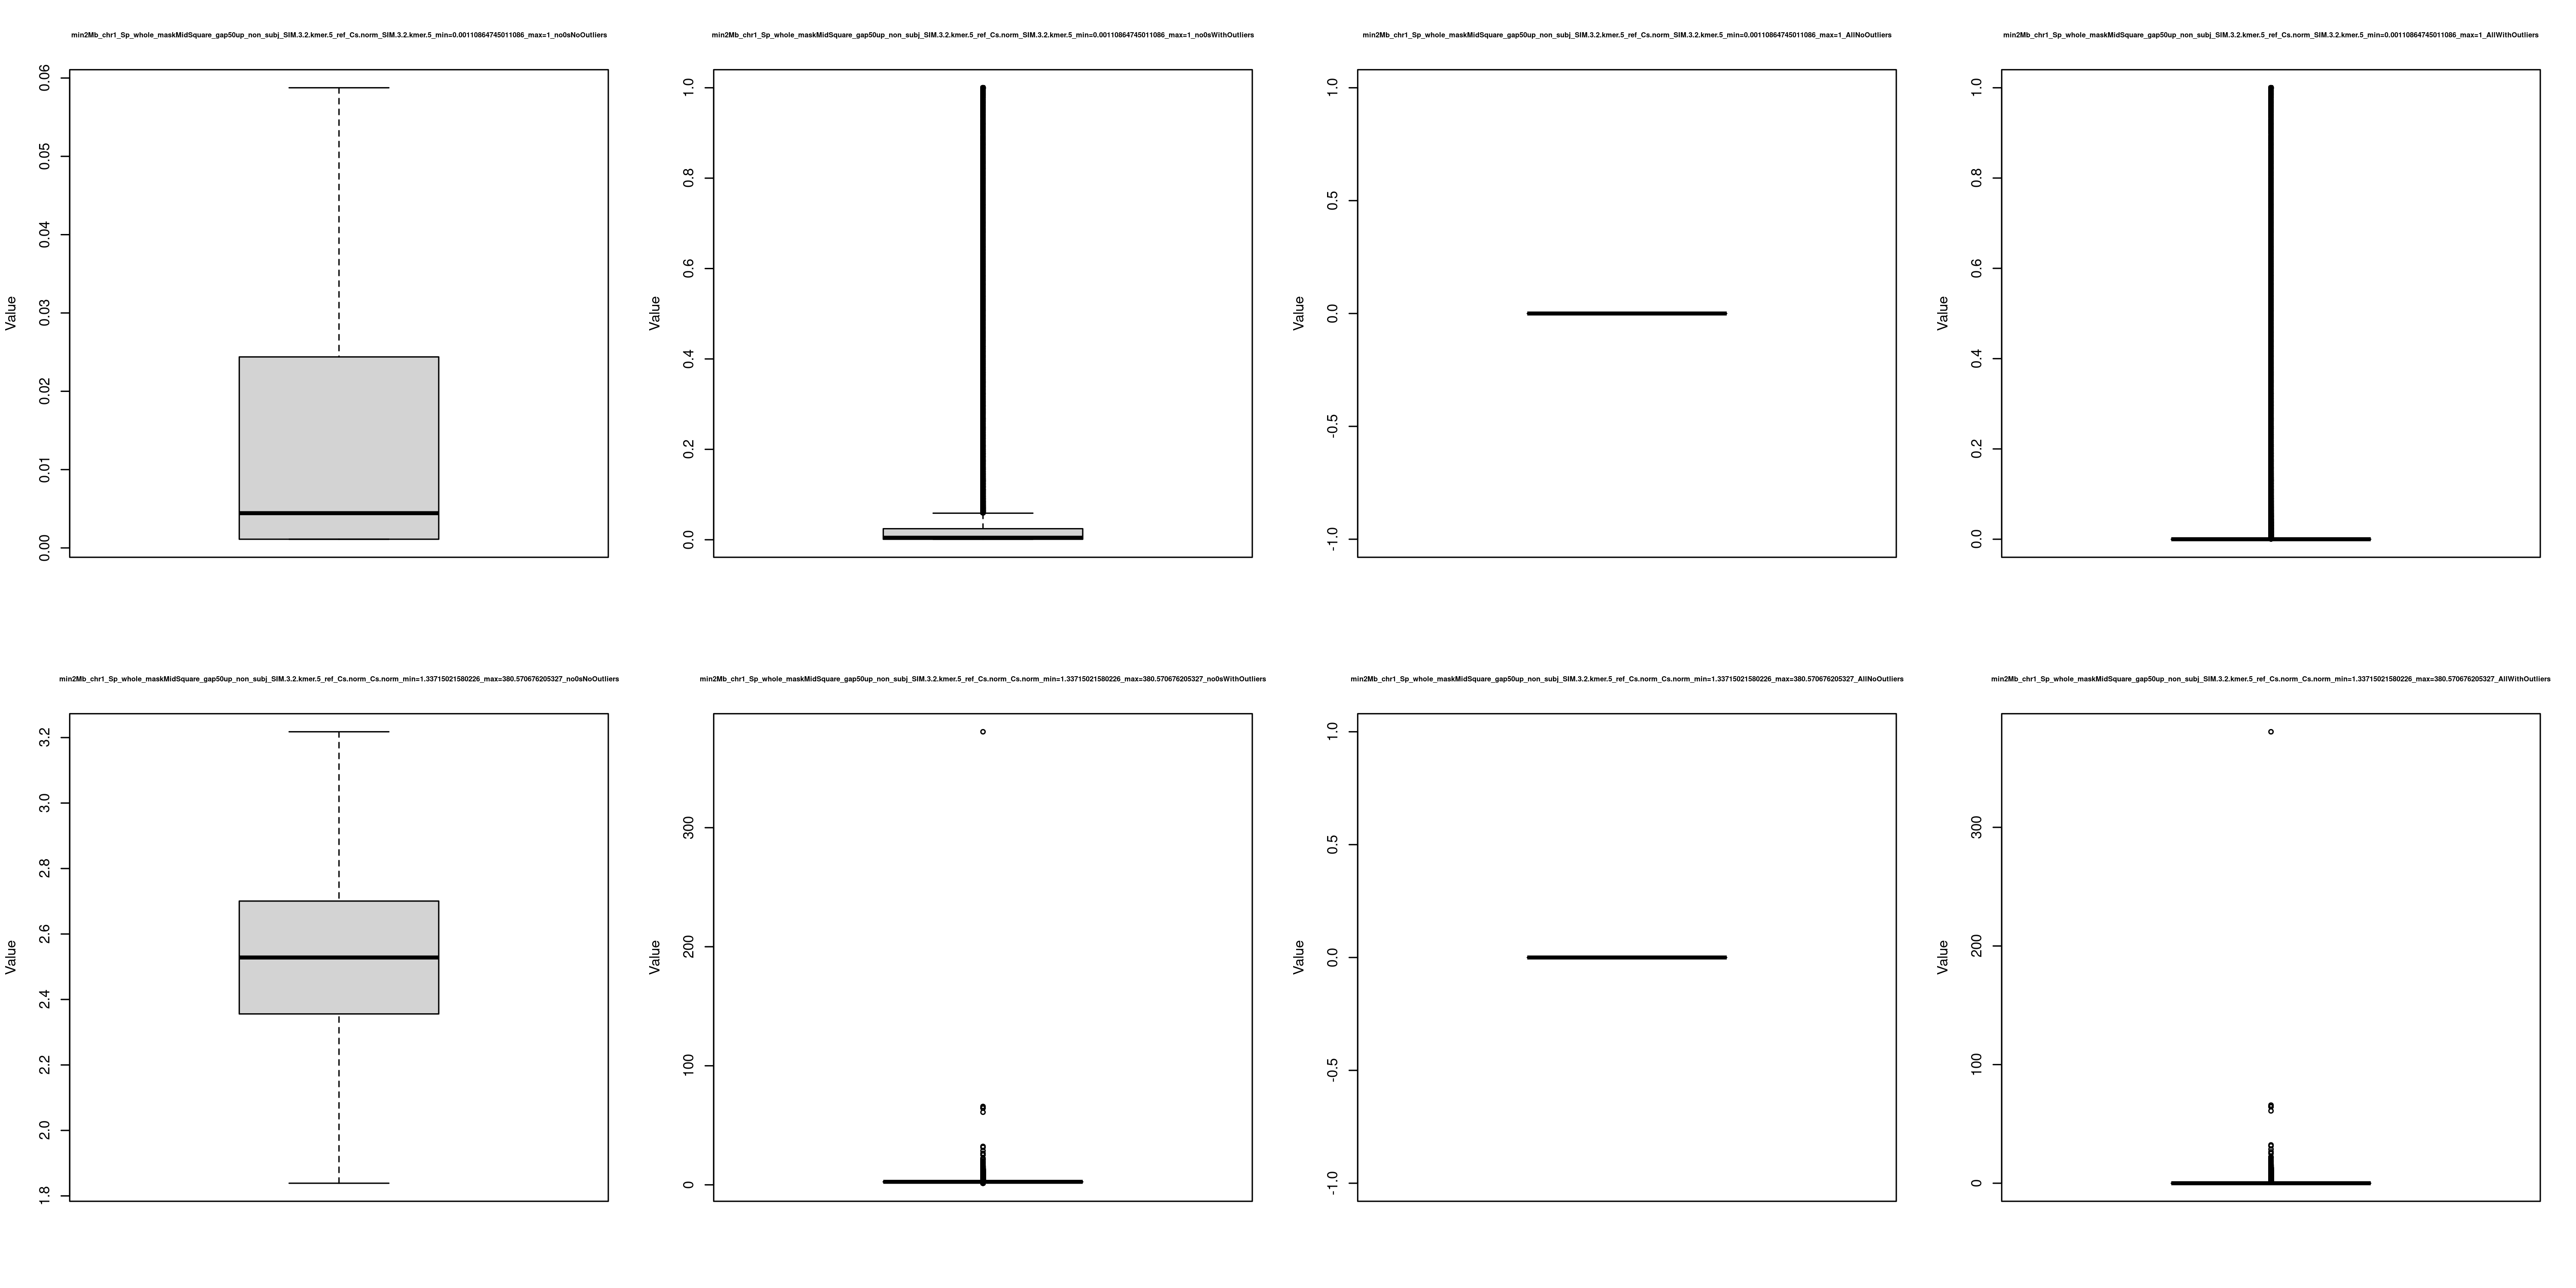 min2Mb_chr1_Sp_whole_maskMidSquare_gap50up_non_subj_SIM.3.2.kmer.5_ref_Cs.norm_SIM.3.2.kmer.5_min=0.00110864745011086_max=1_no0sNoOutliers
Value
0.00 0.01 0.02 0.03 0.04 0.05 0.06
min2Mb_chr1_Sp_whole_maskMidSquare_gap50up_non_subj_SIM.3.2.kmer.5_ref_Cs.norm_SIM.3.2.kmer.5_min=0.00110864745011086_max=1_no0sWithOutliers
Value
0.0 0.2 0.4 0.6 0.8 1.0
min2Mb_chr1_Sp_whole_maskMidSquare_gap50up_non_subj_SIM.3.2.kmer.5_ref_Cs.norm_SIM.3.2.kmer.5_min=0.00110864745011086_max=1_AllNoOutliers
Value
-1.0 -0.5 0.0 0.5 1.0
min2Mb_chr1_Sp_whole_maskMidSquare_gap50up_non_subj_SIM.3.2.kmer.5_ref_Cs.norm_SIM.3.2.kmer.5_min=0.00110864745011086_max=1_AllWithOutliers
Value
0.0 0.2 0.4 0.6 0.8 1.0
min2Mb_chr1_Sp_whole_maskMidSquare_gap50up_non_subj_SIM.3.2.kmer.5_ref_Cs.norm_Cs.norm_min=1.33715021580226_max=380.570676205327_no0sNoOutliers
Value
1.8 2.0 2.2 2.4 2.6 2.8 3.0 3.2
min2Mb_chr1_Sp_whole_maskMidSquare_gap50up_non_subj_SIM.3.2.kmer.5_ref_Cs.norm_Cs.norm_min=1.33715021580226_max=380.570676205327_no0sWithOutliers
Value
0 100 200 300
min2Mb_chr1_Sp_whole_maskMidSquare_gap50up_non_subj_SIM.3.2.kmer.5_ref_Cs.norm_Cs.norm_min=1.33715021580226_max=380.570676205327_AllNoOutliers
Value
-1.0 -0.5 0.0 0.5 1.0
min2Mb_chr1_Sp_whole_maskMidSquare_gap50up_non_subj_SIM.3.2.kmer.5_ref_Cs.norm_Cs.norm_min=1.33715021580226_max=380.570676205327_AllWithOutliers
Value
0 100 200 300